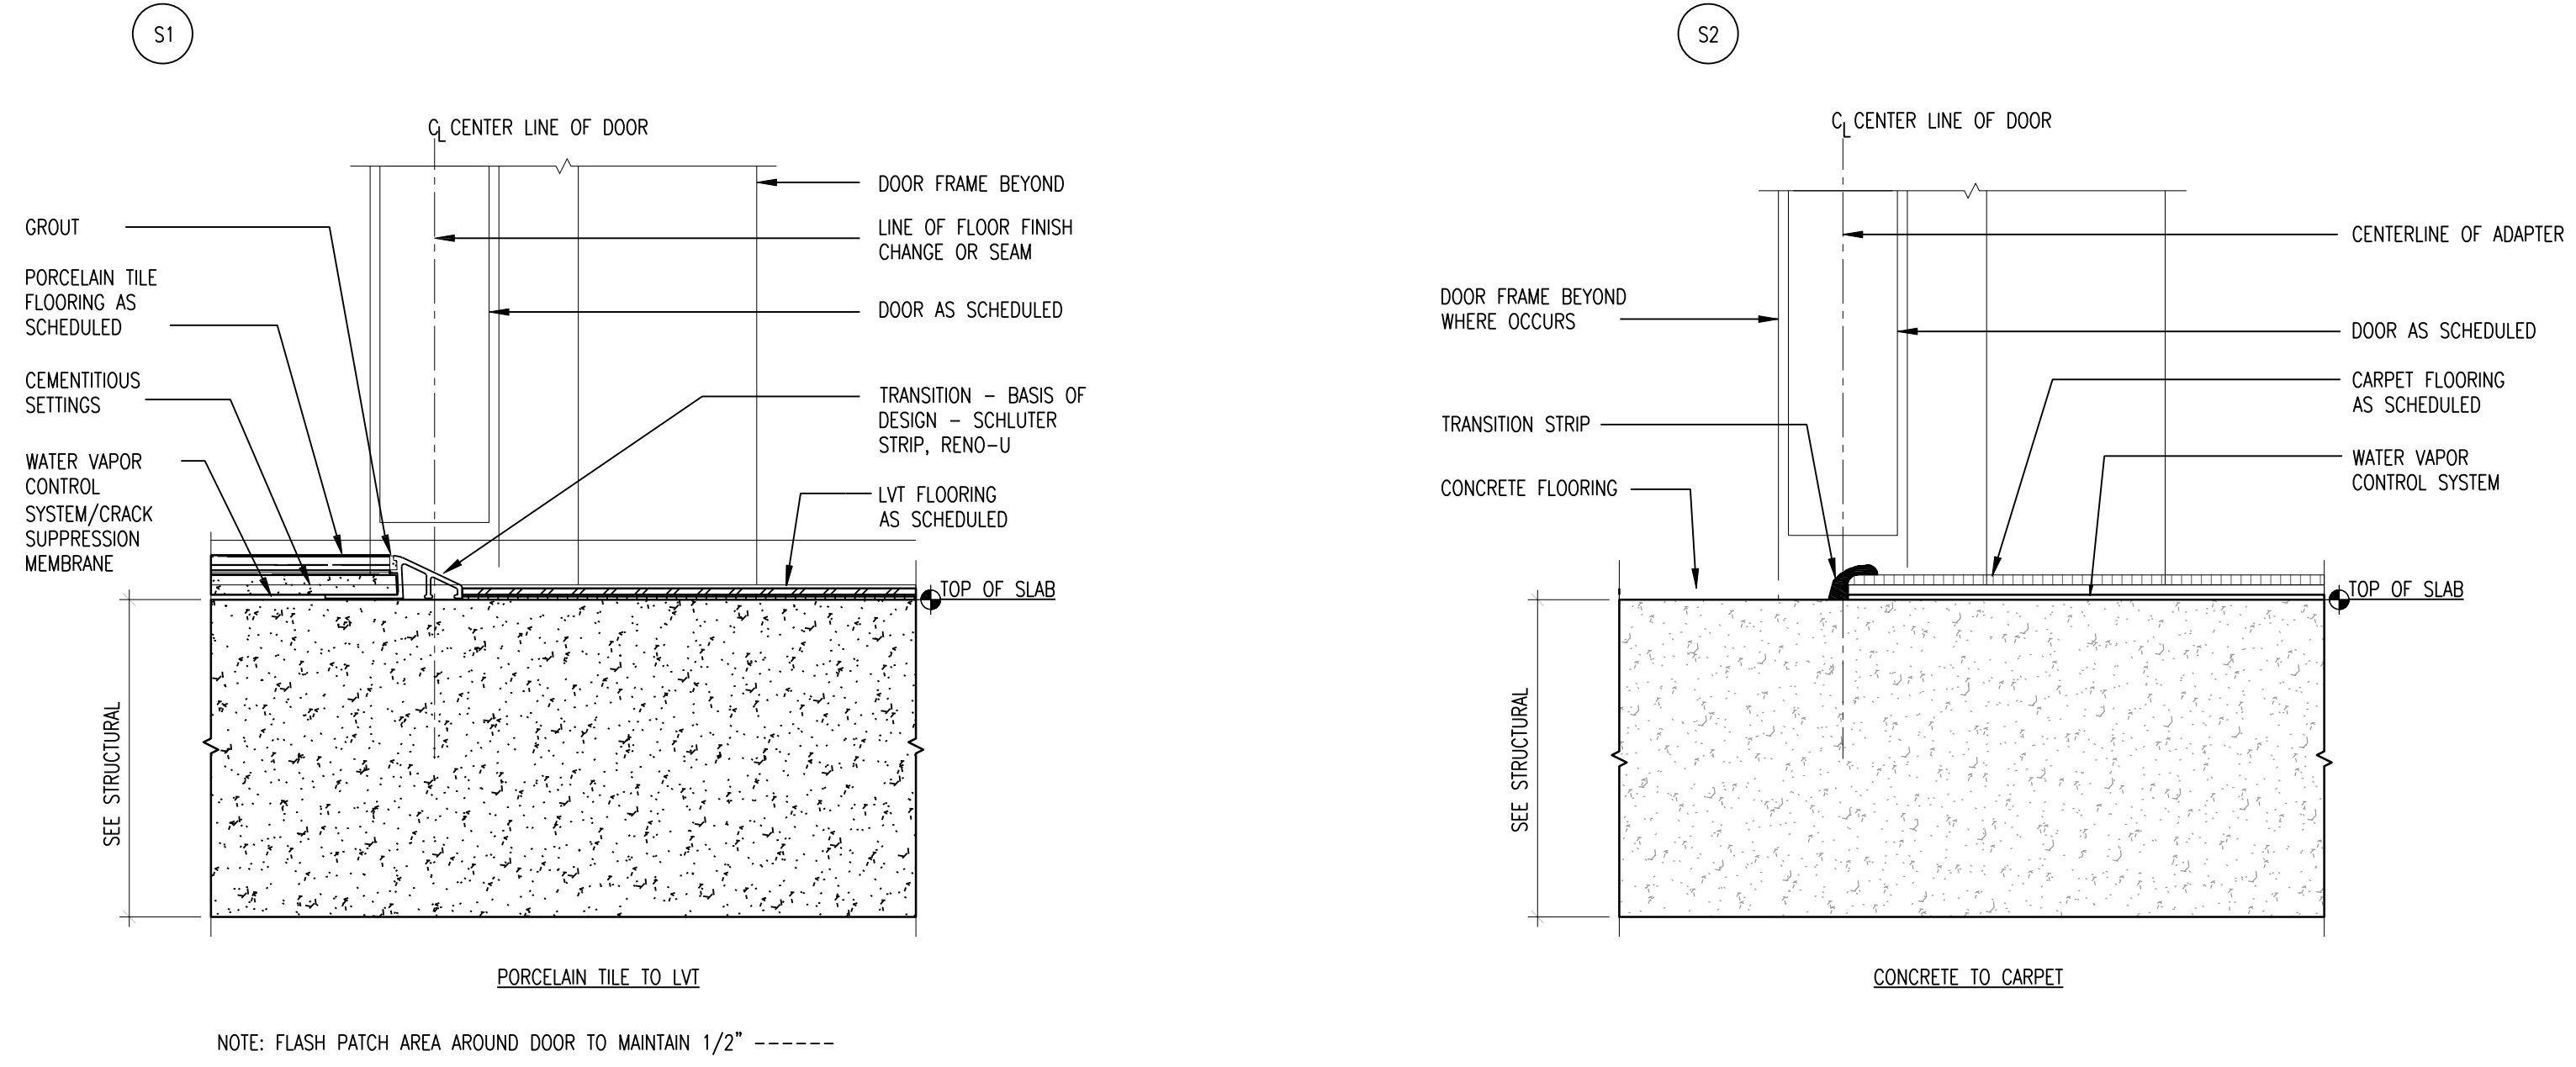 S1
C
L CENTER LINE OF DOOR
GROUT
PORCELAIN TILE
FLOORING AS
SCHEDULED
CEMENTITIOUS
SETTINGS
WATER VAPOR
CONTROL
SYSTEM/CRACK
SUPPRESSION
MEMBRANE
DOOR FRAME BEYOND
LINE OF FLOOR FINISH
CHANGE OR SEAM
DOOR AS SCHEDULED
TRANSITION – BASIS OF
DESIGN – SCHLUTER
STRIP, RENO-U
LVT FLOORING
AS SCHEDULED
TOP OF SLAB
SEE STRUCTURAL
PORCELAIN TILE TO LVT
NOTE: FLASH PATCH AREA AROUND DOOR TO MAINTAIN 1/2" ------
S2
C
L CENTER LINE OF DOOR
DOOR FRAME BEYOND
WHERE OCCURS
TRANSITION STRIP
CONCRETE FLOORING
CENTERLINE OF ADAPTER
DOOR AS SCHEDULED
CARPET FLOORING
AS SCHEDULED
WATER VAPOR
CONTROL SYSTEM
TOP OF SLAB
SEE STRUCTURAL
CONCRETE TO CARPET